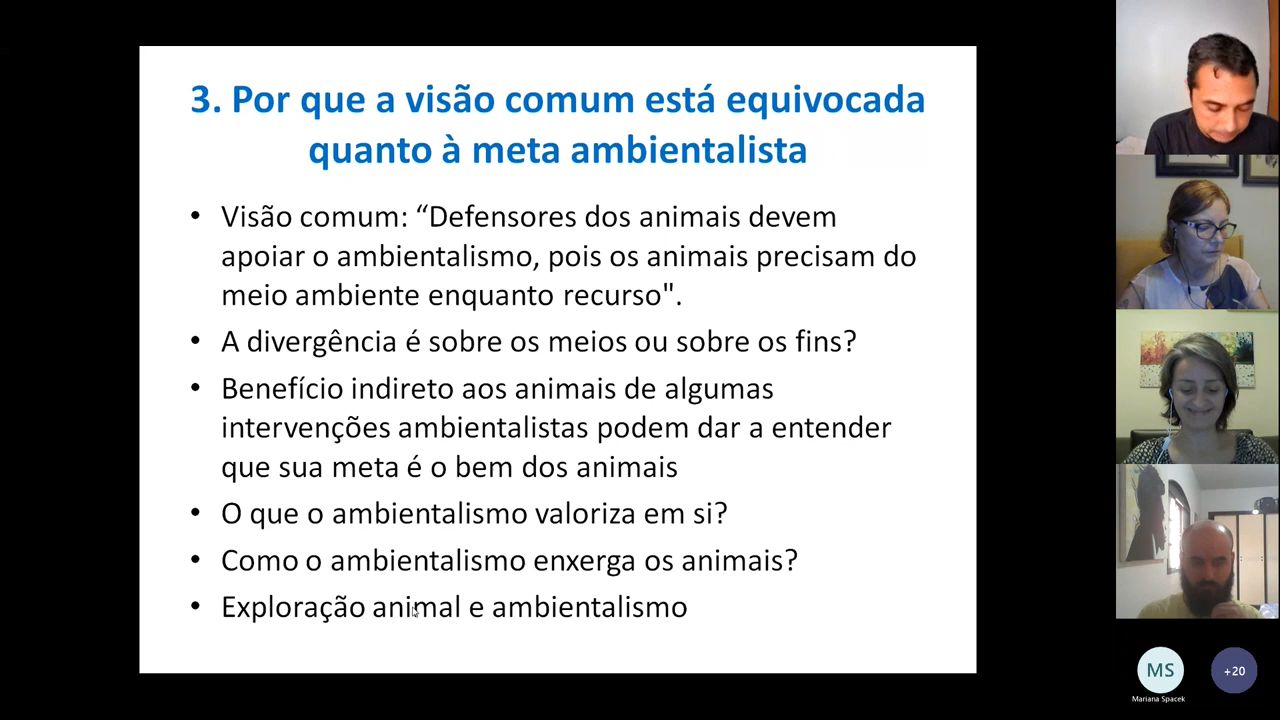 3. Por que a visão comum está equivocada
quanto à meta ambientalista
• Visão comum: “Defensores dos animais devem
apoiar o ambientalismo, pois os animais precisam do
meio ambiente enquanto recurso".
• A divergência é sobre os meios ou sobre os fins?
• Benefício indireto aos animais de algumas
intervenções ambientalistas podem dar a entender
que sua meta é o bem dos animais
• O que o ambientalismo valoriza em si?
• Como o ambientalismo enxerga os animais?
• Exploração animal e ambientalismo
MS
+20
Mariana Spacek